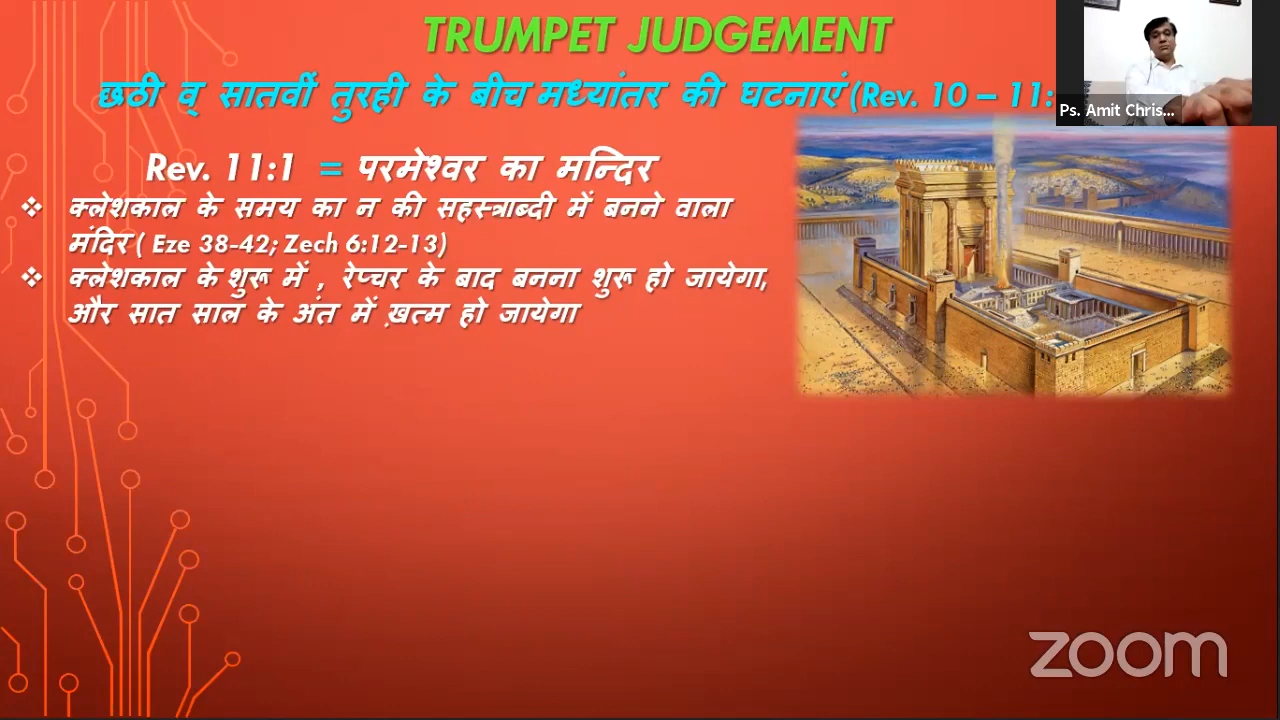 TRUMPET JUDGEMENT
छठी व् सातवीं तुरही के बीच मध्यांतर की घटनाएं (Rev. 10 – 11:
Ps. Amit Chris...
Rev. 11:1 = परमेश्वर का मन्दिर
❖ क्लेशकाल के समय का न की सहस्त्राब्दी में बनने वाला
मंदिर ( Eze 38-42; Zech 6:12-13)
❖ क्लेशकाल के शुरू में , रेप्चर के बाद बनना शुरू हो जायेगा,
और सात साल के अंत में ख़त्म हो जायेगा
zoom